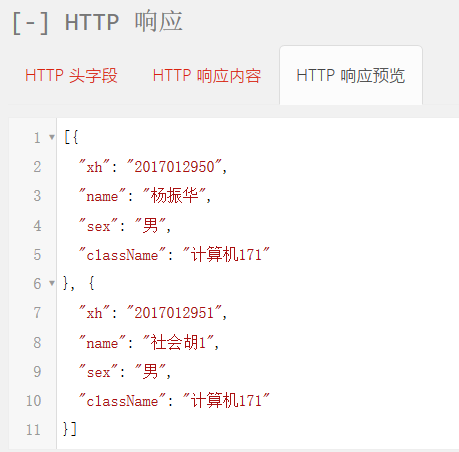 [-] HTTP 响应
HTTP 头字段 HTTP 响应内容 HTTP 响应预览
1 [{
2 "xh": "2017012950",
3 "name": "杨振华",
4 "sex": "男",
5 "className": "计算机171"
6 }, {
7 "xh": "2017012951",
8 "name": "社会胡1",
9 "sex": "男",
10 "className": "计算机171"
11 }]